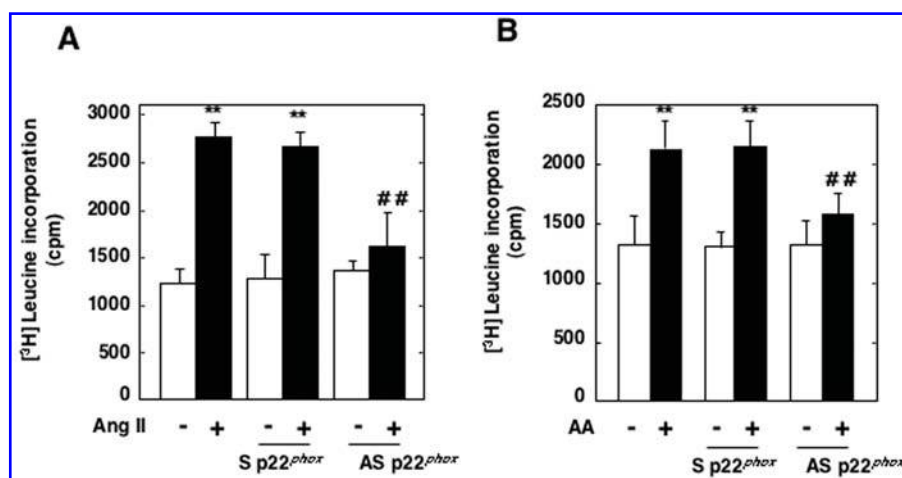 A
[³H] Leucine incorporation
(cpm)
3000
2500
2000
1500
1000
500
0
** ** ##
Ang II - + - + - +
S p22phox AS p22phox
B
[³H] Leucine incorporation
(cpm)
2500
2000
1500
1000
500
0
** ** ##
AA - + - + - +
S p22phox AS p22phox